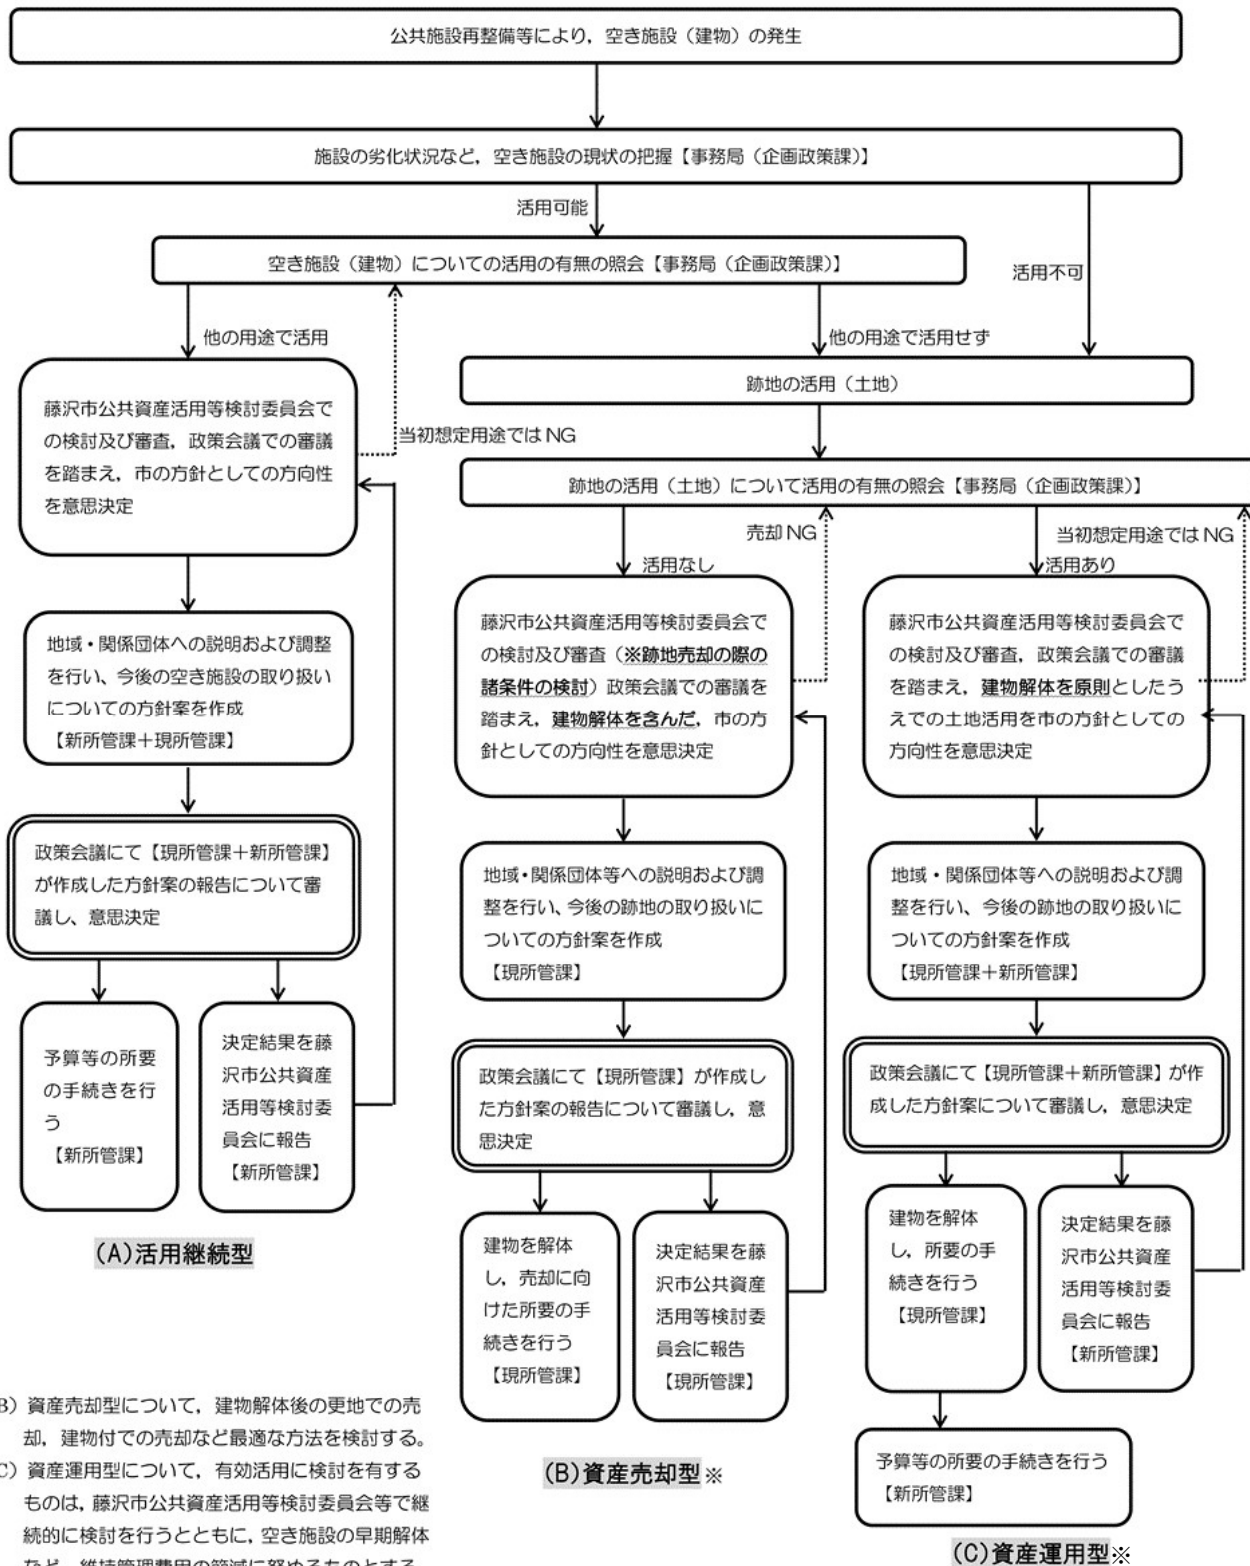 公共施設再整備等により，空き施設（建物）の発生
施設の劣化状況など，空き施設の現状の把握【事務局（企画政策課）】
活用可能
活用不可
空き施設（建物）についての活用の有無の照会【事務局（企画政策課）】
他の用途で活用
他の用途で活用せず
跡地の活用（土地）
藤沢市公共資産活用等検討委員会で
の検討及び審査，政策会議での審議
を踏まえ，市の方針としての方向性
を意思決定
当初想定用途ではNG
跡地の活用（土地）について活用の有無の照会【事務局（企画政策課）】
売却NG
当初想定用途ではNG
活用なし
活用あり
地域・関係団体への説明および調整
を行い、今後の空き施設の取り扱い
についての方針案を作成
【新所管課＋現所管課】
政策会議にて【現所管課＋新所管課】
が作成した方針案の報告について審
議し、意思決定
予算等の所要
の手続きを行
う
【新所管課】
決定結果を藤
沢市公共資産
活用等検討委
員会に報告
【新所管課】
(A)活用継続型
藤沢市公共資産活用等検討委員会で
の検討及び審査（※跡地売却の際の
諸条件の検討）政策会議での審議を
踏まえ，建物解体を含んだ，市の方
針としての方向性を意思決定
地域・関係団体等への説明および調
整を行い、今後の跡地の取り扱いに
ついての方針案を作成
【現所管課】
政策会議にて【現所管課】が作成し
た方針案の報告について審議し，意
思決定
建物を解体
し，売却に向
けた所要の手
続きを行う
【現所管課】
決定結果を藤
沢市公共資産
活用等検討委
員会に報告
【現所管課】
(B)資産売却型※
藤沢市公共資産活用等検討委員会で
の検討及び審査，政策会議での審議
を踏まえ，建物解体を原則としたう
えでの土地活用を市の方針としての
方向性を意思決定
地域・関係団体等への説明および調
整を行い、今後の跡地の取り扱いに
ついての方針案を作成
【現所管課＋新所管課】
政策会議にて【現所管課＋新所管課】が作
成した方針案について審議し，意思決定
建物を解体
し，所要の手
続きを行う
【現所管課】
決定結果を藤
沢市公共資産
活用等検討委
員会に報告
【新所管課】
予算等の所要の手続きを行う
【新所管課】
(C)資産運用型※
B）資産売却型について，建物解体後の更地での売
却，建物付での売却など最適な方法を検討する。
C）資産運用型について，有効活用に検討を有する
ものは，藤沢市公共資産活用等検討委員会等で継
続的に検討を行うとともに，空き施設の早期解体
など，維持管理費用の節減に努めるものとする